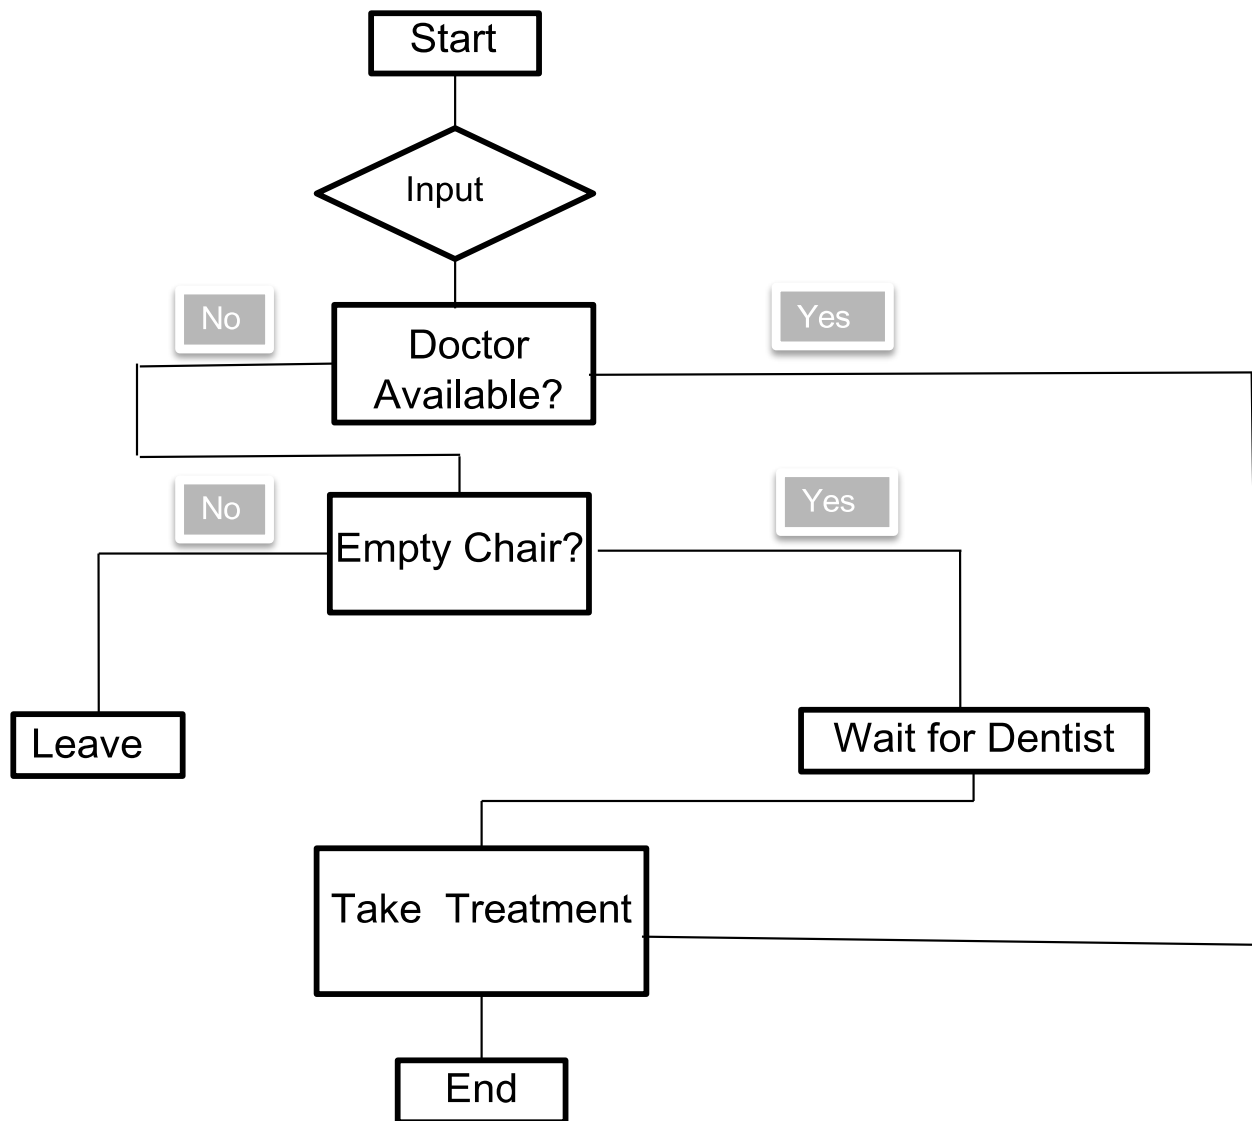 Start
Input
No
Yes
Doctor
Available?
No
Yes
Empty Chair?
Leave
Wait for Dentist
Take  Treatment
End